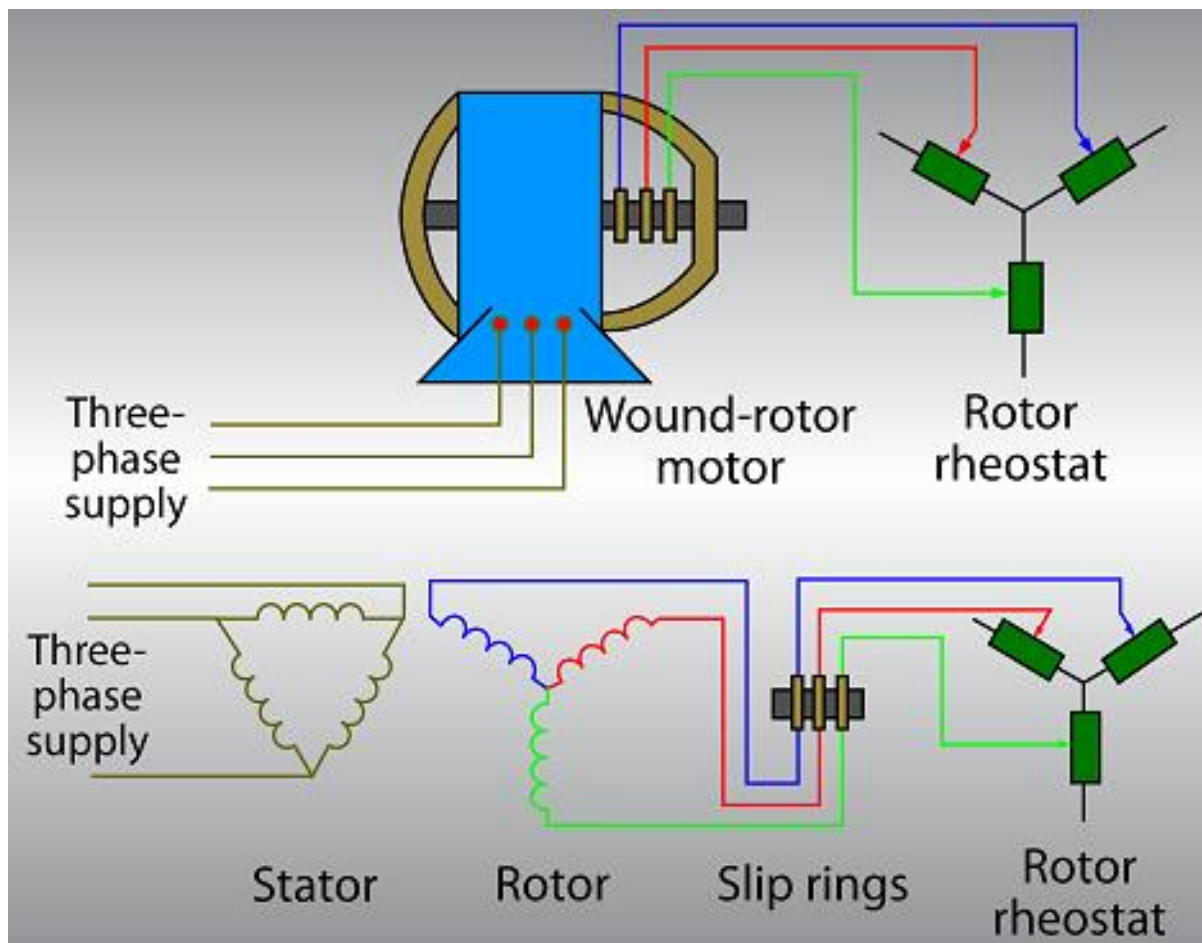 Three-
phase
supply
Wound-rotor
motor
Rotor
rheostat
Three-
phase
supply
Stator
Rotor
Slip rings
Rotor
rheostat